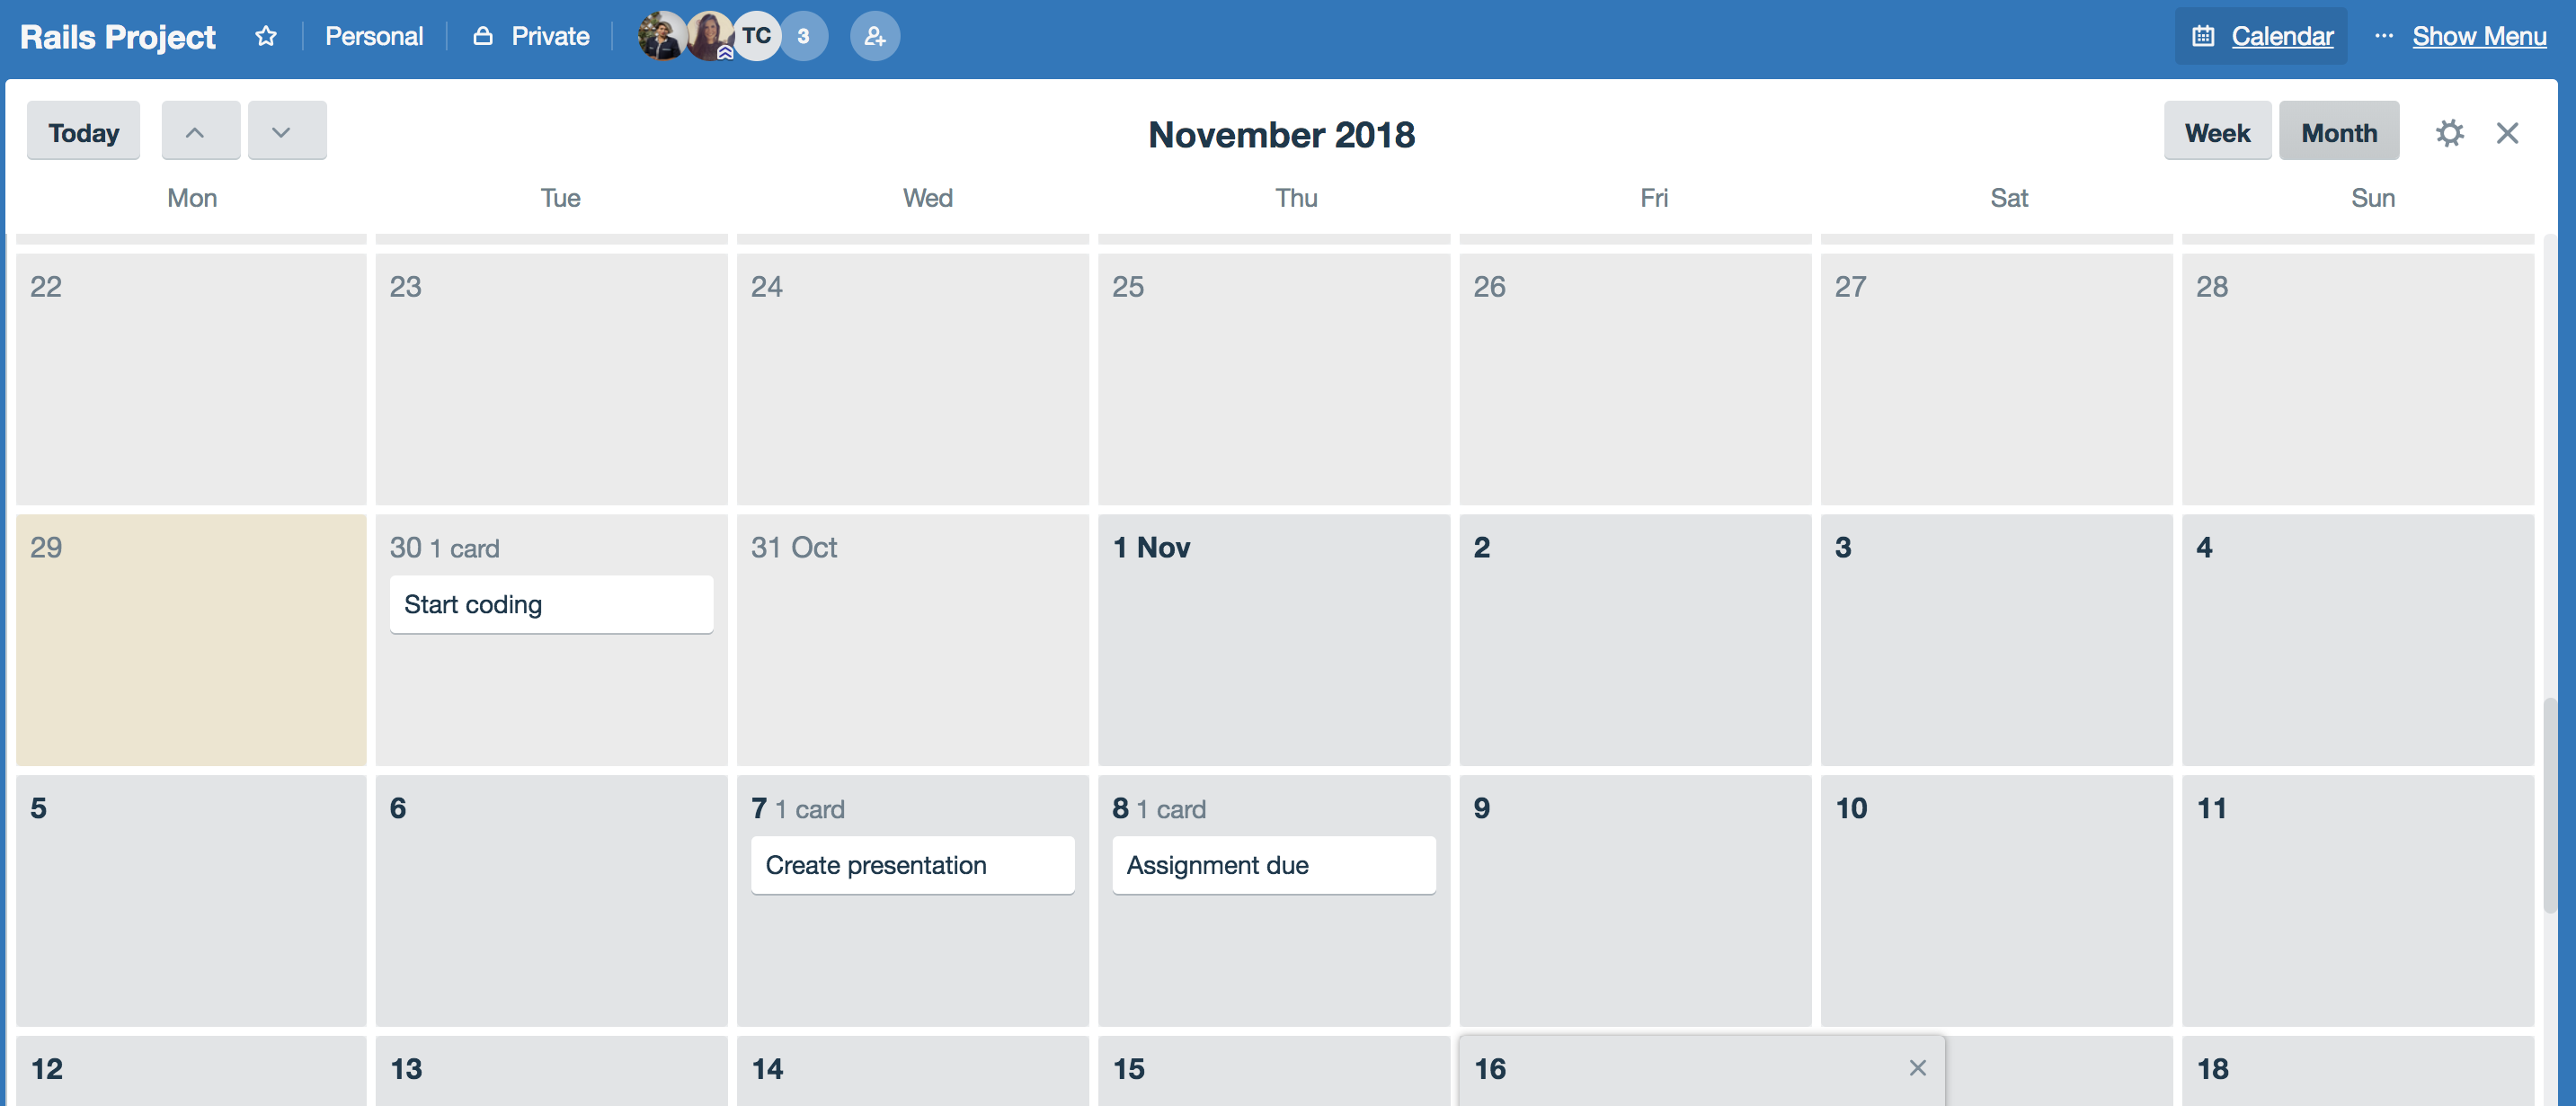 Rails Project Personal Private TC 3 Calendar ... Show Menu
Today November 2018 Week Month
Mon Tue Wed Thu Fri Sat Sun
22 23 24 25 26 27 28
29 30 1 card 31 Oct 1 Nov 2 3 4
Start coding
5 6 7 1 card 8 1 card 9 10 11
Create presentation Assignment due
12 13 14 15 16 18